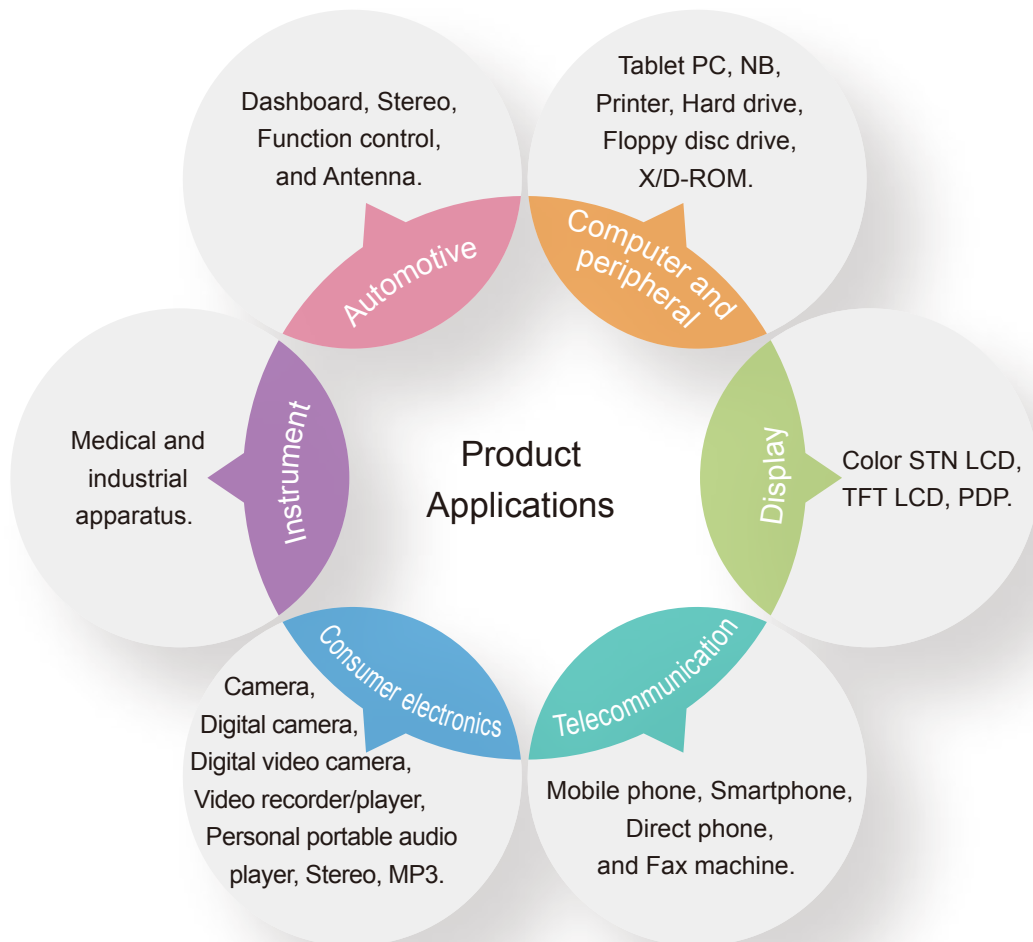 Product
Applications
Automotive
Dashboard, Stereo,
Function control,
and Antenna.
Computer and
peripheral
Tablet PC, NB,
Printer, Hard drive,
Floppy disc drive,
X/D-ROM.
Display
Color STN LCD,
TFT LCD, PDP.
Telecommunication
Mobile phone, Smartphone,
Direct phone,
and Fax machine.
Consumer electronics
Camera,
Digital camera,
Digital video camera,
Video recorder/player,
Personal portable audio
player, Stereo, MP3.
Instrument
Medical and
industrial
apparatus.